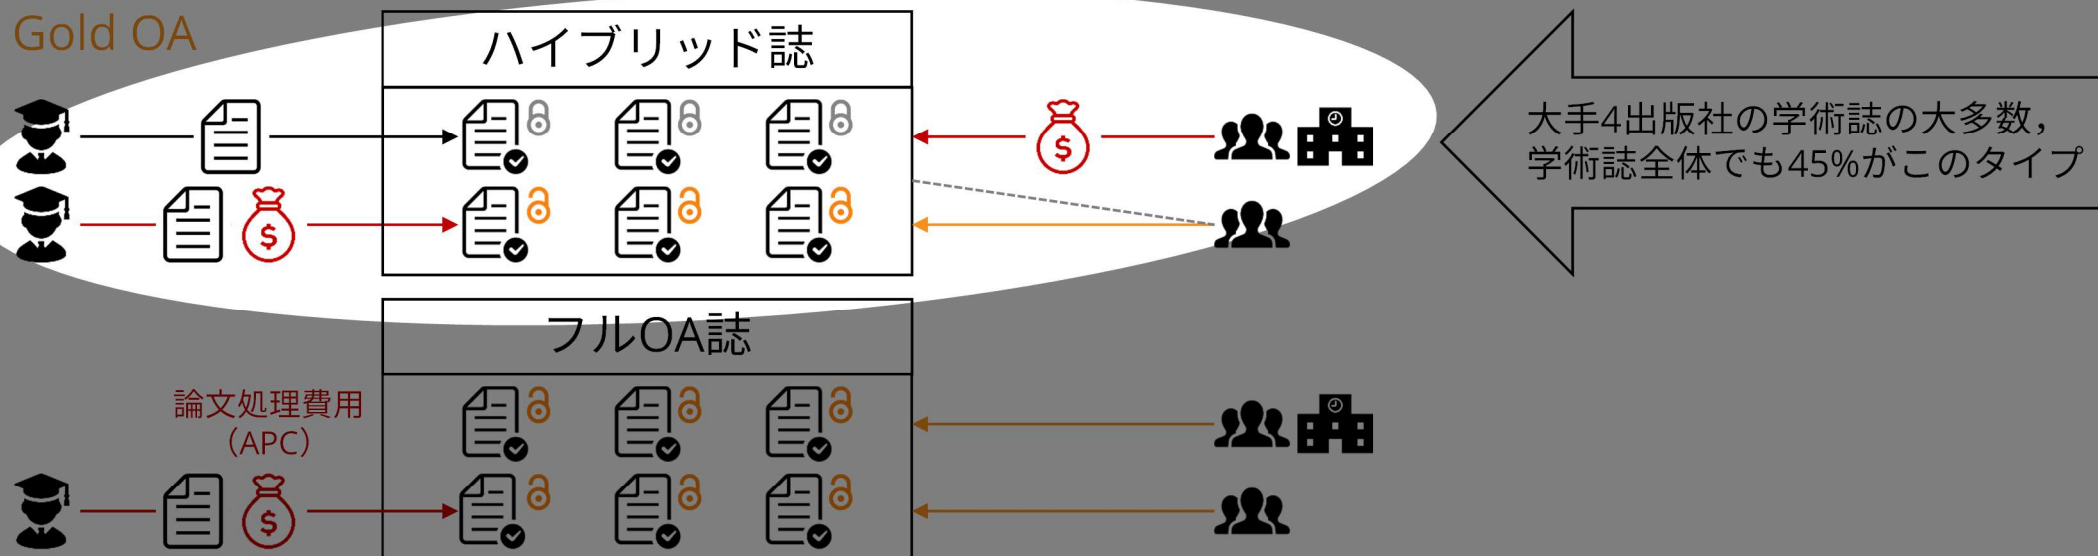 Gold OA
ハイブリッド誌
大手4出版社の学術誌の大多数，
学術誌全体でも45%がこのタイプ
フルOA誌
論文処理費用
（APC）